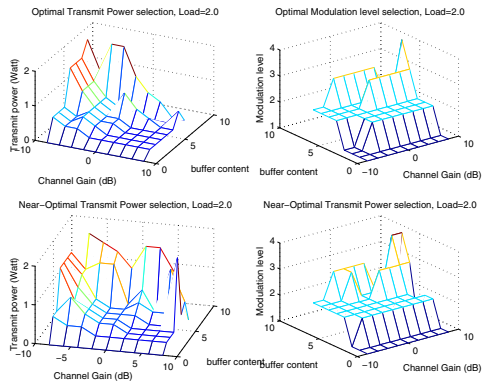 Optimal Transmit Power selection, Load=2.0
Transmit power (Watt)
2
1
0
−10
0
10
Channel Gain (dB)
0
5
10
buffer content
Optimal Modulation level selection, Load=2.0
Modulation level
4
3
2
1
10
5
0
buffer content
−10
0
10
Channel Gain (dB)
Near−Optimal Transmit Power selection, Load=2.0
Transmit power (Watt)
2
1
0
−10
−5
0
5
10
Channel Gain (dB)
0
5
10
buffer content
Near−Optimal Transmit Power selection, Load=2.0
Modulation level
4
3
2
1
10
5
0
−10
0
10
Channel Gain (dB)